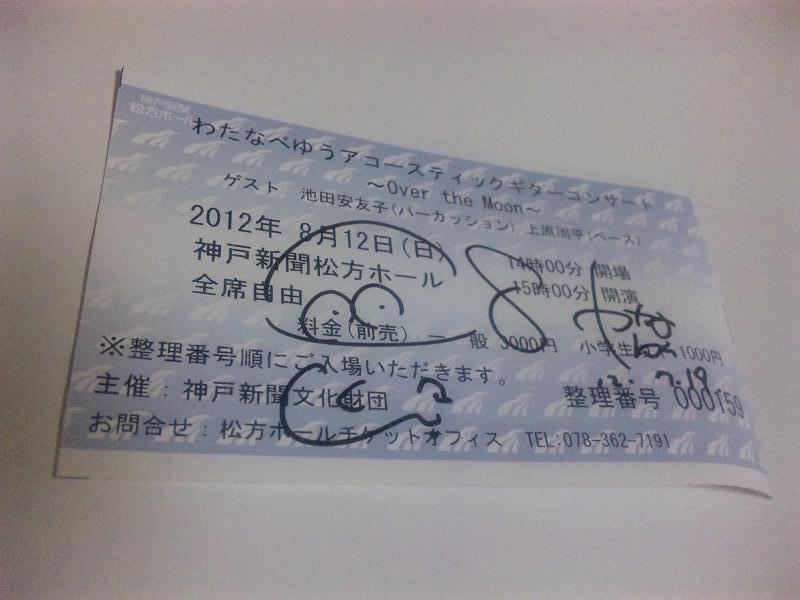 神戸新聞
松方ホール
わたなべゆうアコースティックギターコンサート
～Over the Moon～
ゲスト 池田安友子(パーカッション) 上原周平(ベース)
2012年 8月12日(日) 14時00分 開場
神戸新聞松方ホール 15時00分 開演
全席自由
料金(前売) 一般 3000円 小学生 1000円
※整理番号順にご入場いただきます。
12.7.19
主催：神戸新聞文化財団 整理番号 000159
お問合せ：松方ホールチケットオフィス TEL:078-362-7191